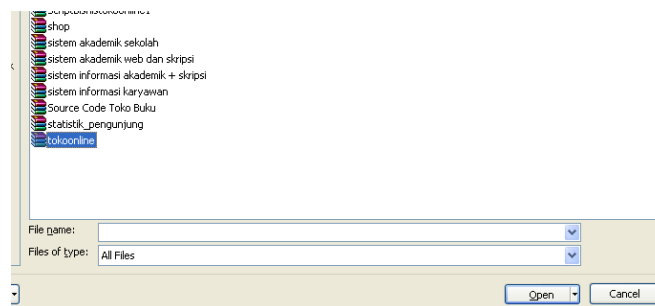 Scriptbisnistokoonline1
shop
sistem akademik sekolah
sistem akademik web dan skripsi
sistem informasi akademik + skripsi
sistem informasi karyawan
Source Code Toko Buku
statistik_pengunjung
tokoonline
File name:
Files of type: All Files
Open Cancel